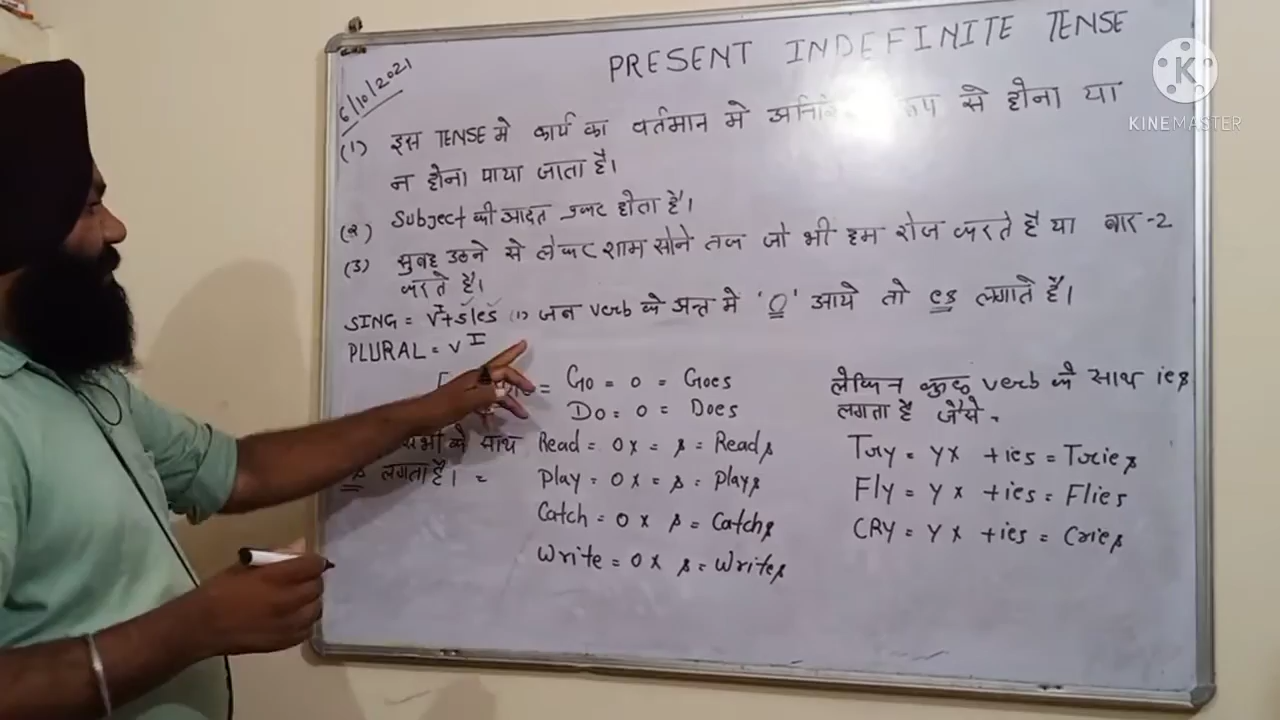 PRESENT INDEFINITE TENSE
6/10/2021
K
KINEMASTER
(1) इस TENSE मे कार्य का वर्तमान मे से होना या
न होना पाया जाता है।
(2) Subject की आदत प्रकट होता है।
(3) सुबह उठने से लेकर शाम सोने तक जो भी हम रोज करते है या बार-2
करते है।
SING = V+s/es (1) जब verb के अन्त में 'O' आये तो es लगाते है।
PLURAL = V I
= Go = o = Goes
Do = o = Does
सभी के साथ Read = o x = s = Reads
s लगता है। = Play = o x = s = Plays
Catch = o x s = Catchs
Write = o x s = Writes
लेकिन कुछ verb के साथ ies
लगता है जैसे -
Try = y x +ies = Tries
Fly = y x +ies = Flies
CRY = y x +ies = Cries